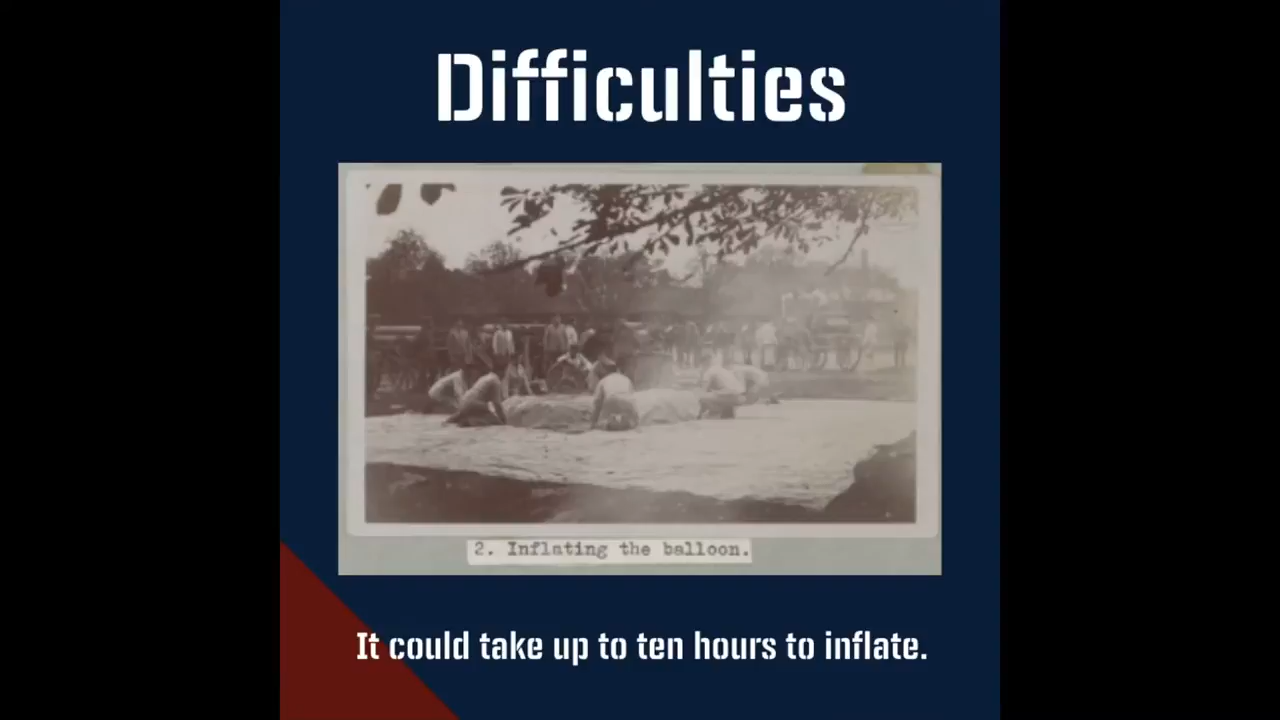 Difficulties
2. Inflating the balloon.
It could take up to ten hours to inflate.